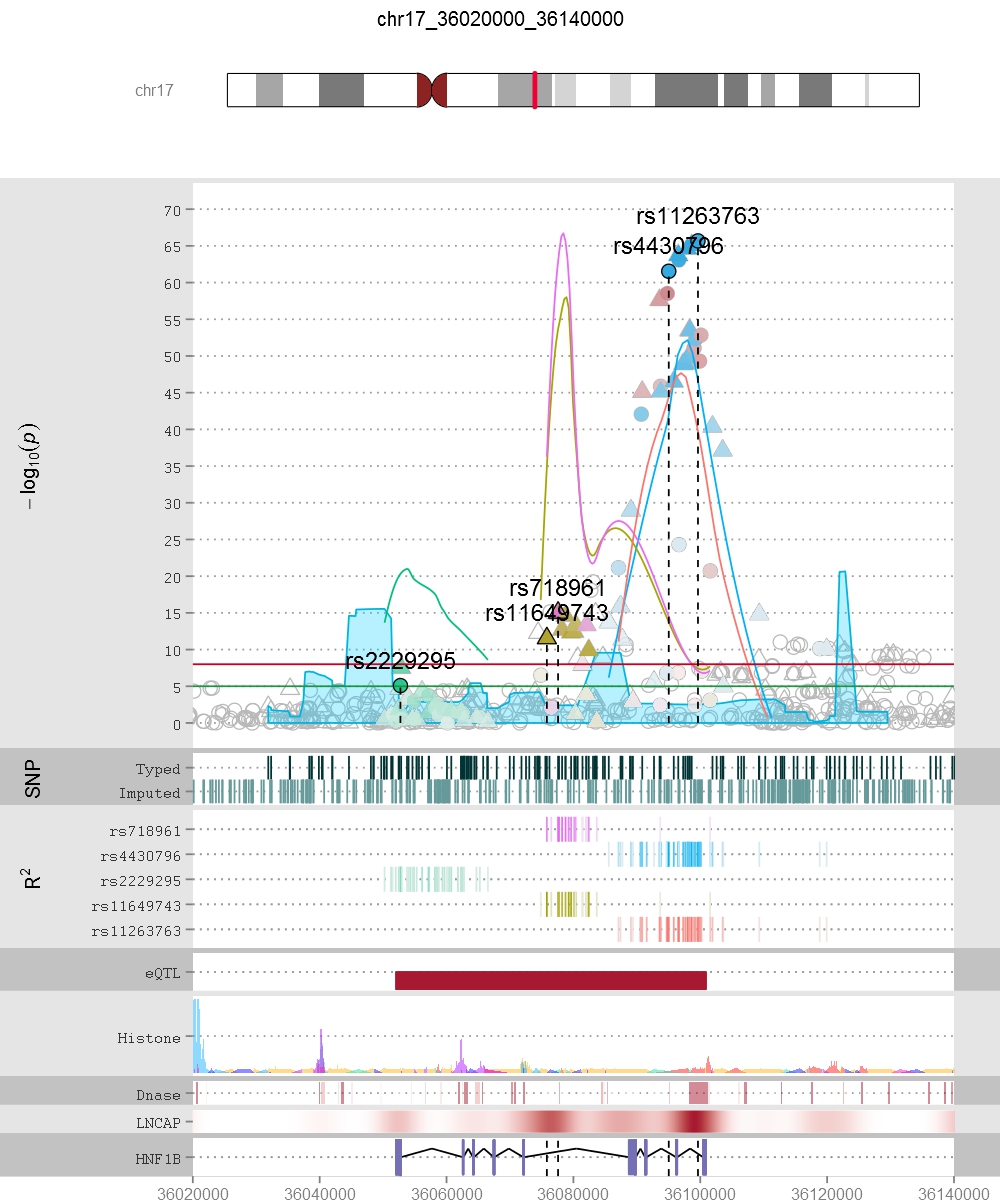 chr17_36020000_36140000
chr17
70
65
60
55
50
45
40
35
30
25
20
15
10
5
0
− log10(p)
rs11263763
rs4430796
rs718961
rs11649743
rs2229295
SNP
Typed
Imputed
R2
rs718961
rs4430796
rs2229295
rs11649743
rs11263763
eQTL
Histone
Dnase
LNCAP
HNF1B
36020000 36040000 36060000 36080000 36100000 36120000 36140000